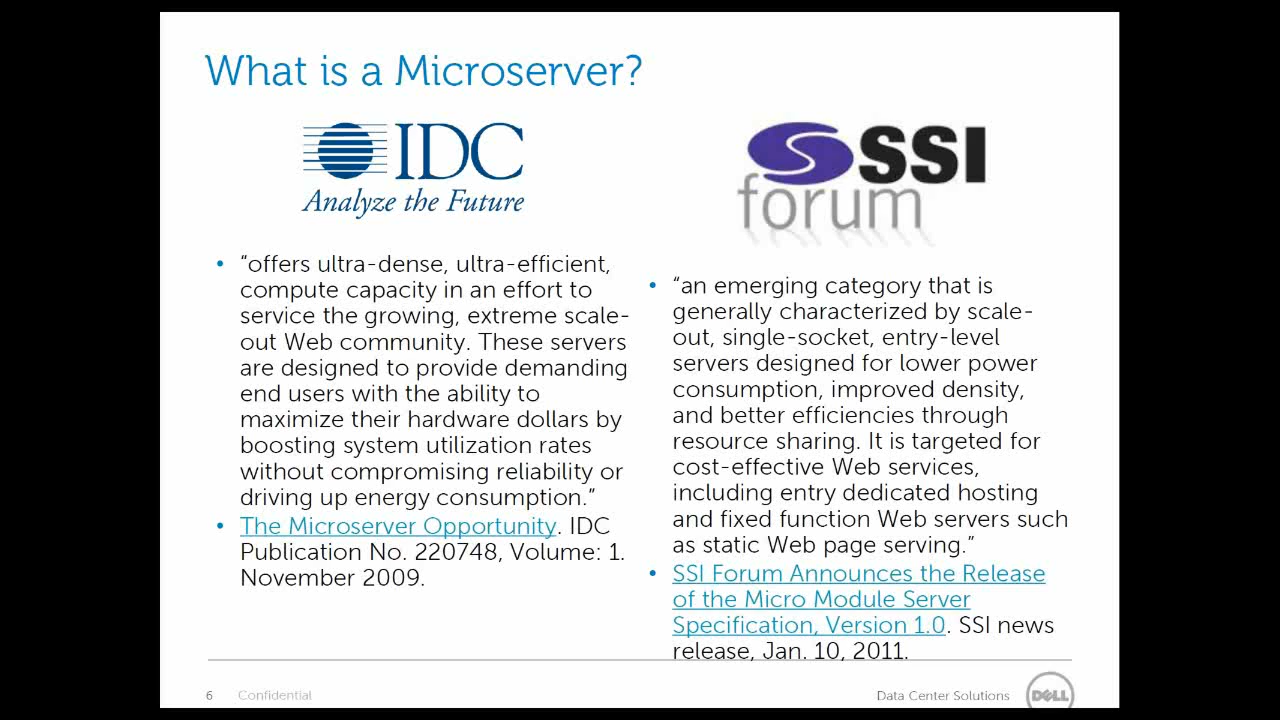 What is a Microserver?
IDC
Analyze the Future
SSI
forum
• “offers ultra-dense, ultra-efficient,
compute capacity in an effort to
service the growing, extreme scale-
out Web community. These servers
are designed to provide demanding
end users with the ability to
maximize their hardware dollars by
boosting system utilization rates
without compromising reliability or
driving up energy consumption.”
• The Microserver Opportunity. IDC
Publication No. 220748, Volume: 1.
November 2009.
• “an emerging category that is
generally characterized by scale-
out, single-socket, entry-level
servers designed for lower power
consumption, improved density,
and better efficiencies through
resource sharing. It is targeted for
cost-effective Web services,
including entry dedicated hosting
and fixed function Web servers such
as static Web page serving.”
• SSI Forum Announces the Release
of the Micro Module Server
Specification, Version 1.0. SSI news
release, Jan. 10, 2011.
6 Confidential
Data Center Solutions
DELL